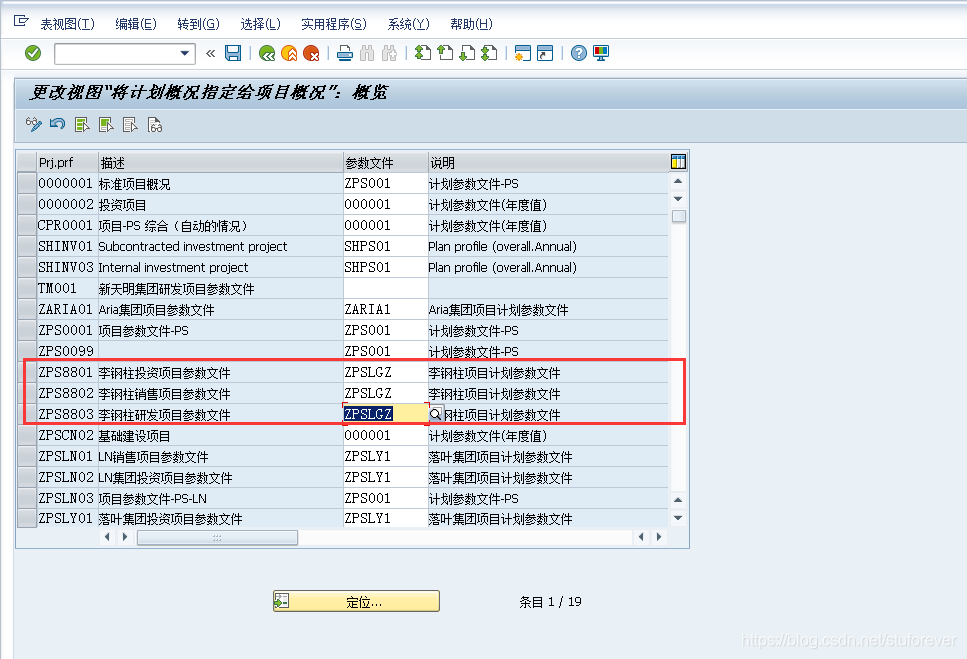 表视图(T) 编辑(E) 转到(G) 选择(L) 实用程序(S) 系统(Y) 帮助(H)
更改视图“将计划概况指定给项目概况”: 概览
Prj.prf 描述 参数文件 说明
0000001 标准项目概况 ZPS001 计划参数文件-PS
0000002 投资项目 000001 计划参数文件(年度值)
CPR0001 项目-PS 综合（自动的情况） 000001 计划参数文件(年度值)
SHINV01 Subcontracted investment project SHPS01 Plan profile (overall.Annual)
SHINV03 Internal investment project SHPS01 Plan profile (overall.Annual)
TM001 新天明集团研发项目参数文件
ZARIA01 Aria集团项目参数文件 ZARIA1 Aria集团项目计划参数文件
ZPS0001 项目参数文件-PS ZPS001 计划参数文件-PS
ZPS0099 ZPS001 计划参数文件-PS
ZPS8801 李钢柱投资项目参数文件 ZPSLGZ 李钢柱项目计划参数文件
ZPS8802 李钢柱销售项目参数文件 ZPSLGZ 李钢柱项目计划参数文件
ZPS8803 李钢柱研发项目参数文件 ZPSLGZ 钢柱项目计划参数文件
ZPSCN02 基础建设项目 000001 计划参数文件(年度值)
ZPSLN01 LN销售项目参数文件 ZPSLY1 落叶集团项目计划参数文件
ZPSLN02 LN集团投资项目参数文件 ZPSLY1 落叶集团项目计划参数文件
ZPSLN03 项目参数文件-PS-LN ZPS001 计划参数文件-PS
ZPSLY01 落叶集团投资项目参数文件 ZPSLY1 落叶集团项目计划参数文件
定位... 条目 1 / 19
https://blog.csdn.net/stuforever